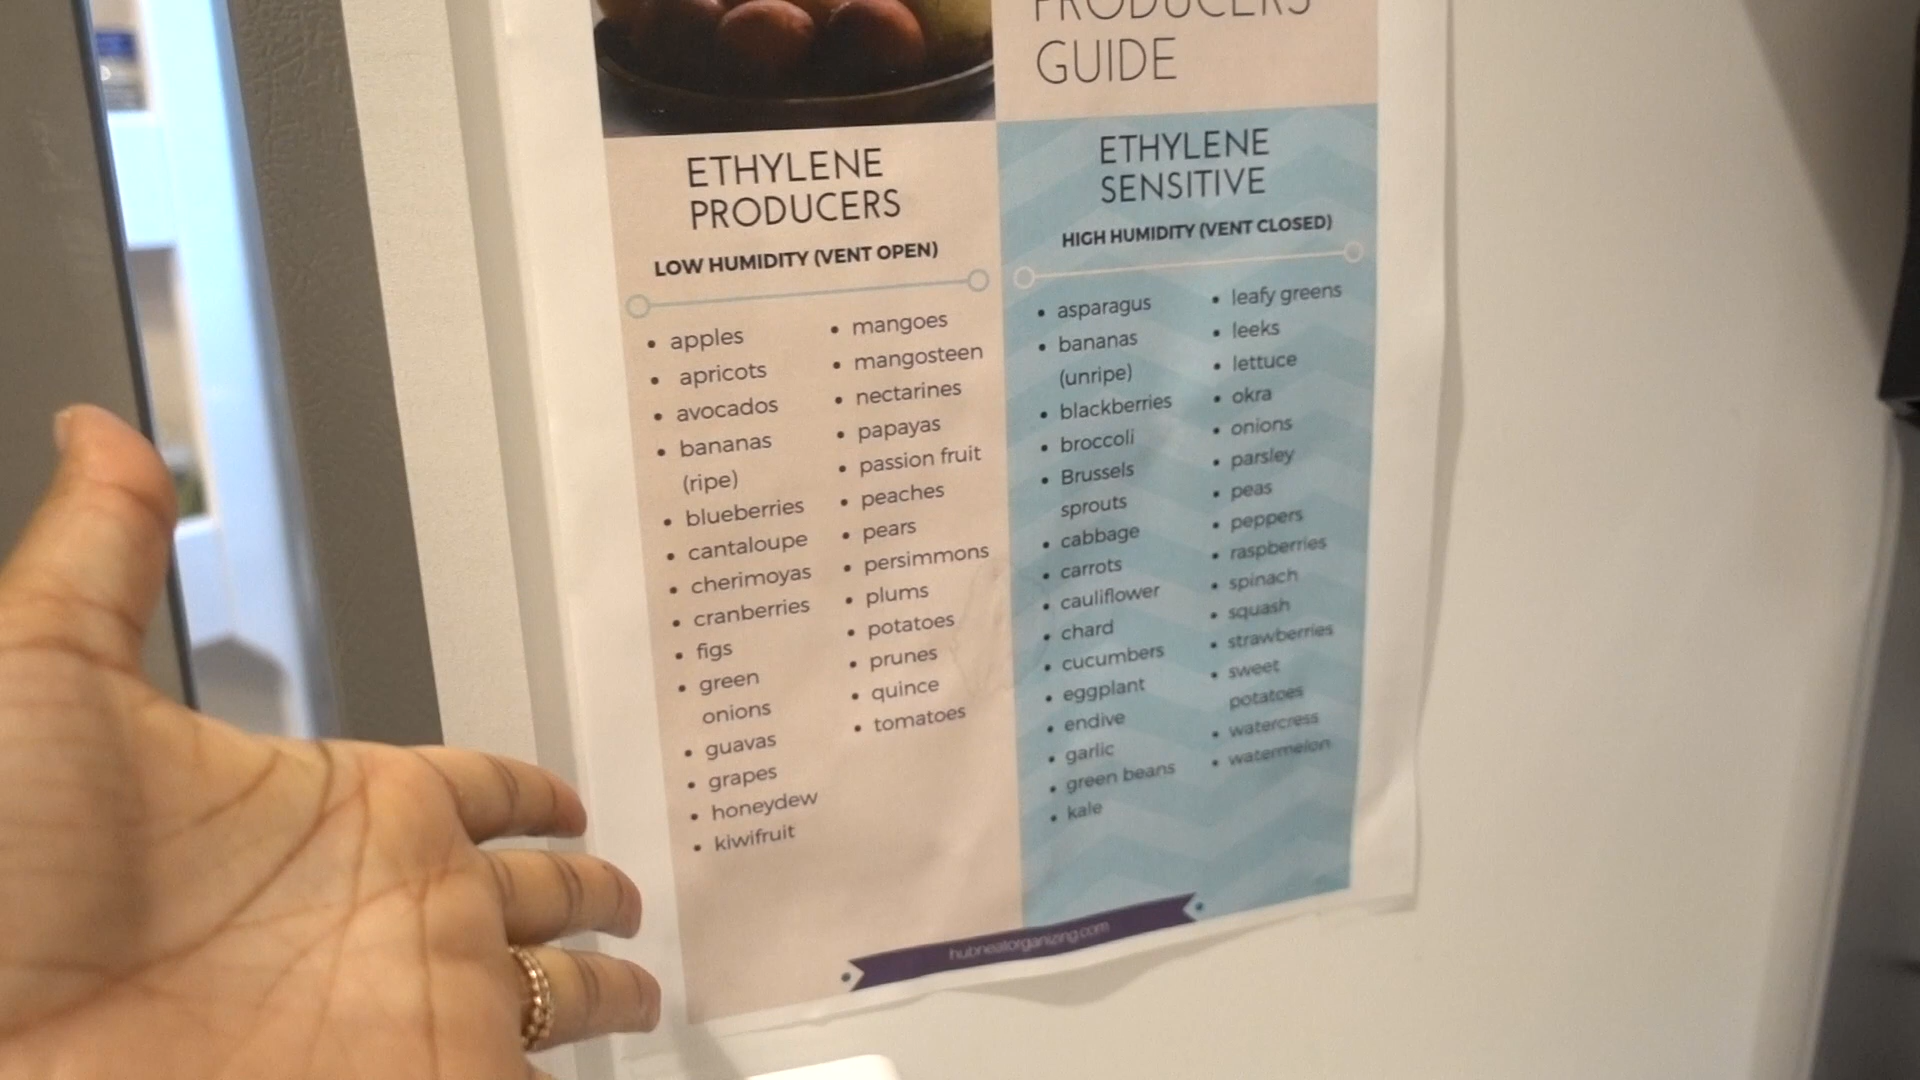 PRODUCERS
GUIDE
ETHYLENE
PRODUCERS
LOW HUMIDITY (VENT OPEN)
• apples
• apricots
• avocados
• bananas
(ripe)
• blueberries
• cantaloupe
• cherimoyas
• cranberries
• figs
• green
onions
• guavas
• grapes
• honeydew
• kiwifruit
• mangoes
• mangosteen
• nectarines
• papayas
• passion fruit
• peaches
• pears
• persimmons
• plums
• potatoes
• prunes
• quince
• tomatoes
ETHYLENE
SENSITIVE
HIGH HUMIDITY (VENT CLOSED)
• asparagus
• bananas
(unripe)
• blackberries
• broccoli
• Brussels
sprouts
• cabbage
• carrots
• cauliflower
• chard
• cucumbers
• eggplant
• endive
• garlic
• green beans
• kale
• leafy greens
• leeks
• lettuce
• okra
• onions
• parsley
• peas
• peppers
• raspberries
• spinach
• squash
• strawberries
• sweet
potatoes
• watercress
• watermelon
hubneatorganizing.com